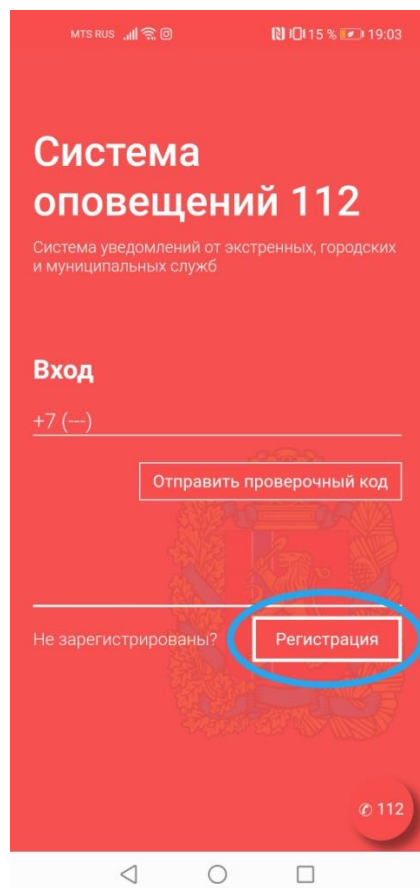 MTS RUS 15 % 19:03
Система
оповещений 112
Система уведомлений от экстренных, городских
и муниципальных служб
Вход
+7 (---)
Отправить проверочный код
Не зарегистрированы? Регистрация
112